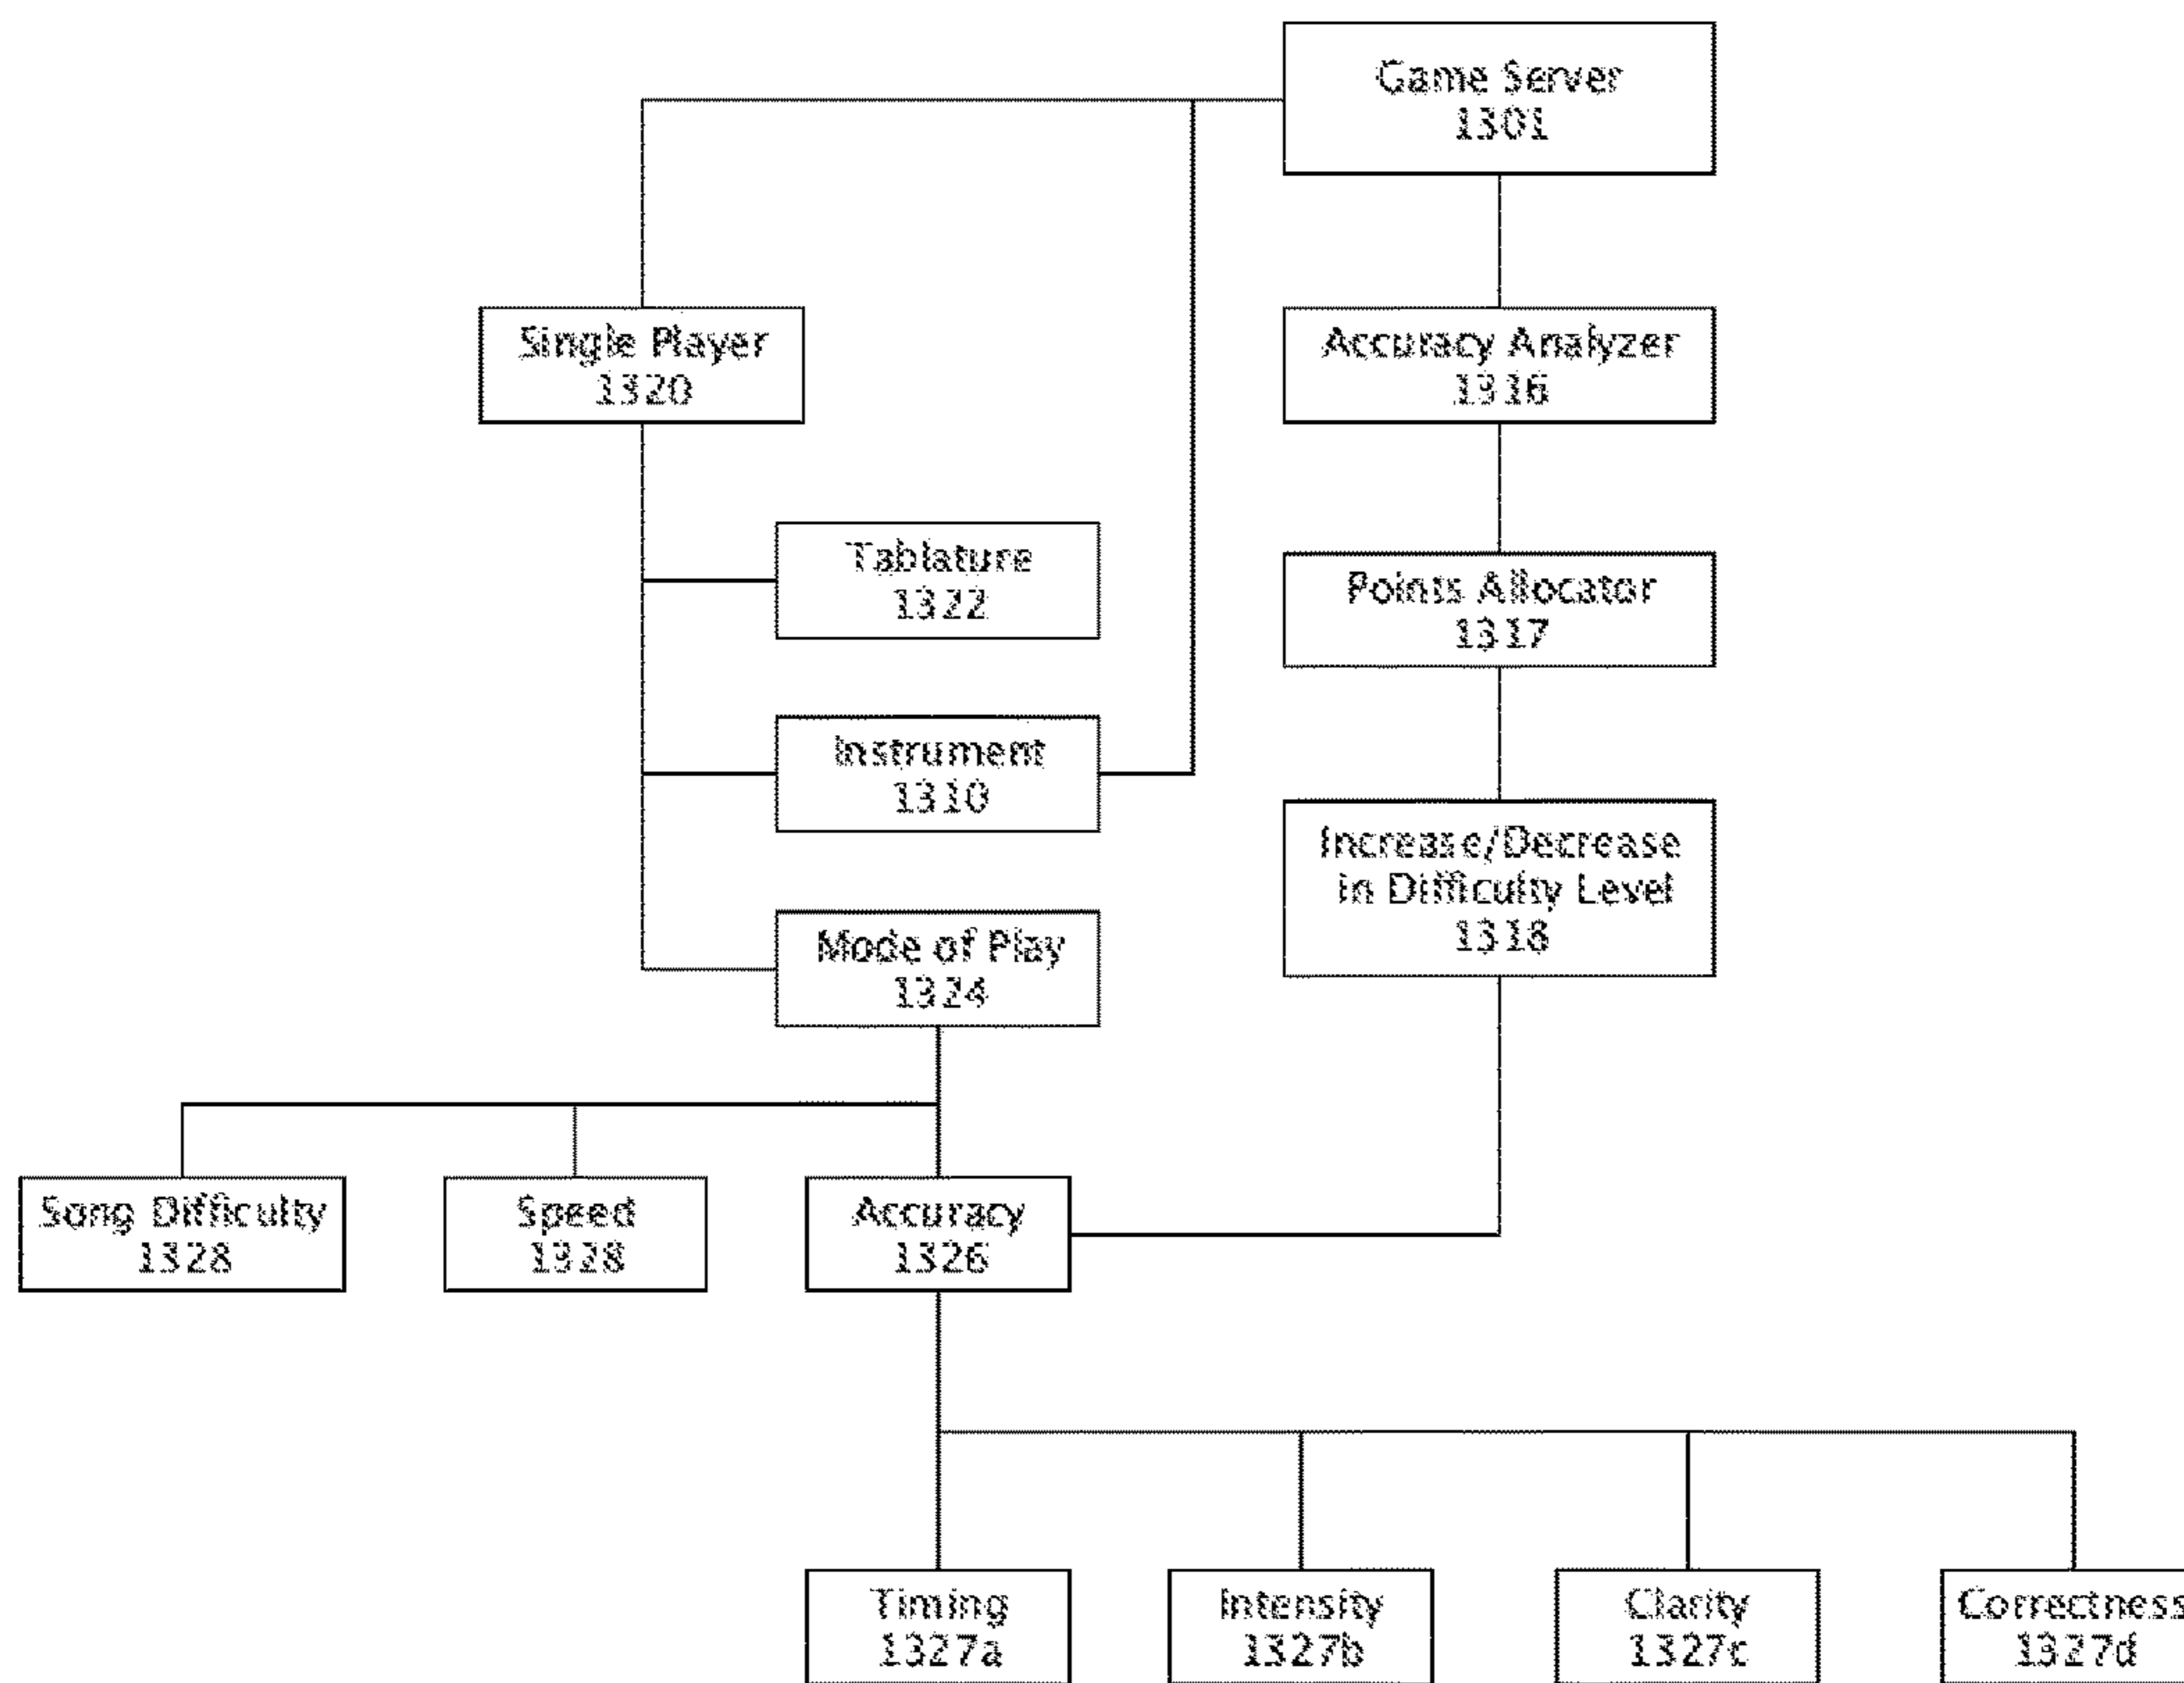 Game Server
1301
Single Player
1320
Accuracy Analyzer
1316
Tablature
1322
Points Allocator
1317
Instrument
1310
Increase/Decrease
in Difficulty Level
1318
Mode of Play
1324
Song Difficulty
1328
Speed
1328
Accuracy
1326
Timing
1327a
Intensity
1327b
Clarity
1327c
Correctness
1327d